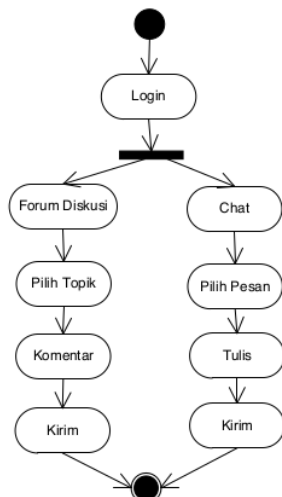 Login
Forum Diskusi
Chat
Pilih Topik
Pilih Pesan
Komentar
Tulis
Kirim
Kirim